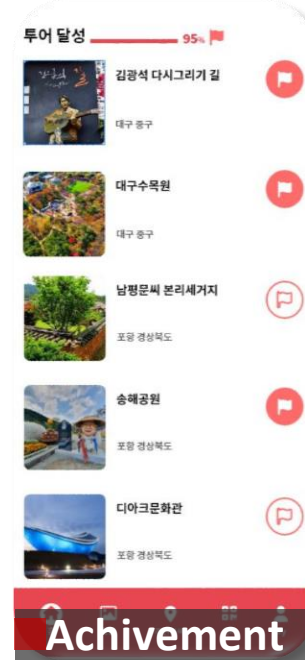 투어 달성 95%
김광석 다시그리기 길
대구 중구
대구수목원
대구 중구
남평문씨 본리세거지
포항 경상북도
송해공원
포항 경상북도
디아크문화관
포항 경상북도
Achivement